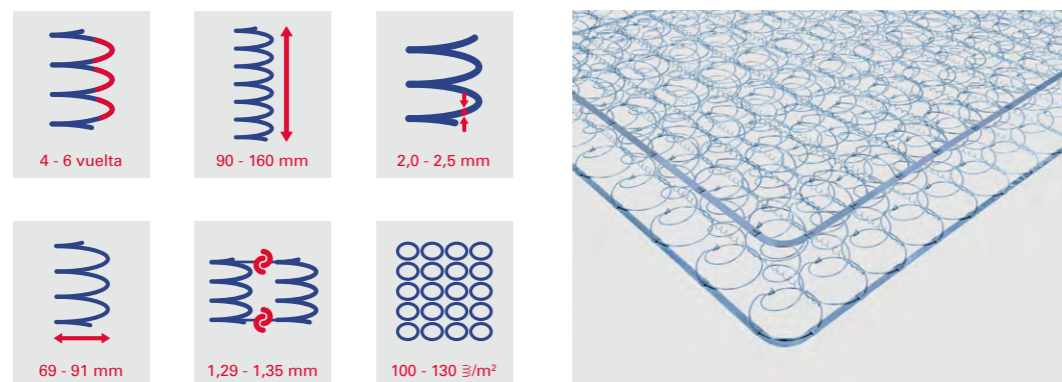 4 - 6 vuelta
90 - 160 mm
2,0 - 2,5 mm
69 - 91 mm
1,29 - 1,35 mm
100 - 130 /m²